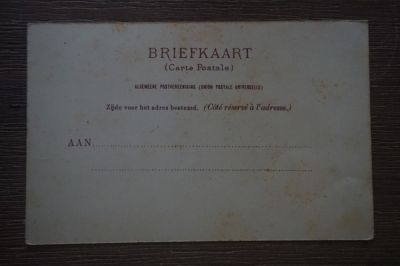 BRIEFKAART.
(Carte Postale)
ALGEMEENE POSTVEREENIGING (UNION POSTALE UNIVERSELLE)
Zijde voor het adres bestemd. (Côté réservé à l'adresse.)
AAN